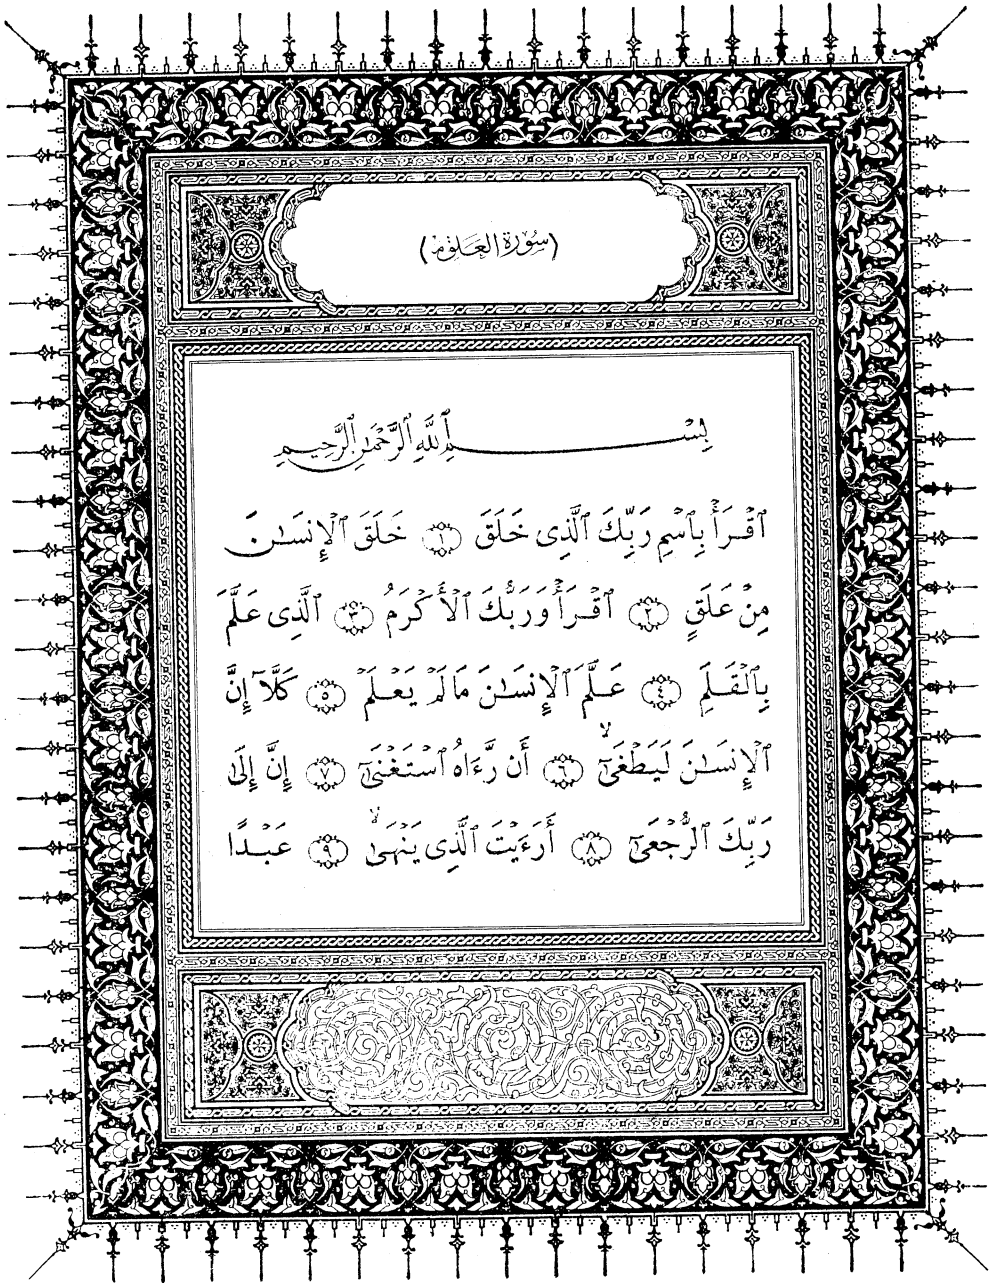 (سُورَةُ العَلَقِ)
بِسْمِ ٱللَّهِ ٱلرَّحْمَٰنِ ٱلرَّحِيمِ
ٱقْرَأْ بِٱسْمِ رَبِّكَ ٱلَّذِى خَلَقَ ١ خَلَقَ ٱلْإِنسَٰنَ
مِنْ عَلَقٍ ٢ ٱقْرَأْ وَرَبُّكَ ٱلْأَكْرَمُ ٣ ٱلَّذِى عَلَّمَ
بِٱلْقَلَمِ ٤ عَلَّمَ ٱلْإِنسَٰنَ مَا لَمْ يَعْلَمْ ٥ كَلَّآ إِنَّ
ٱلْإِنسَٰنَ لَيَطْغَىٰٓ ۙ ٦ أَن رَّءَاهُ ٱسْتَغْنَىٰٓ ٧ إِنَّ إِلَىٰ
رَبِّكَ ٱلرُّجْعَىٰٓ ٨ أَرَءَيْتَ ٱلَّذِى يَنْهَىٰ ۙ ٩ عَبْدًا